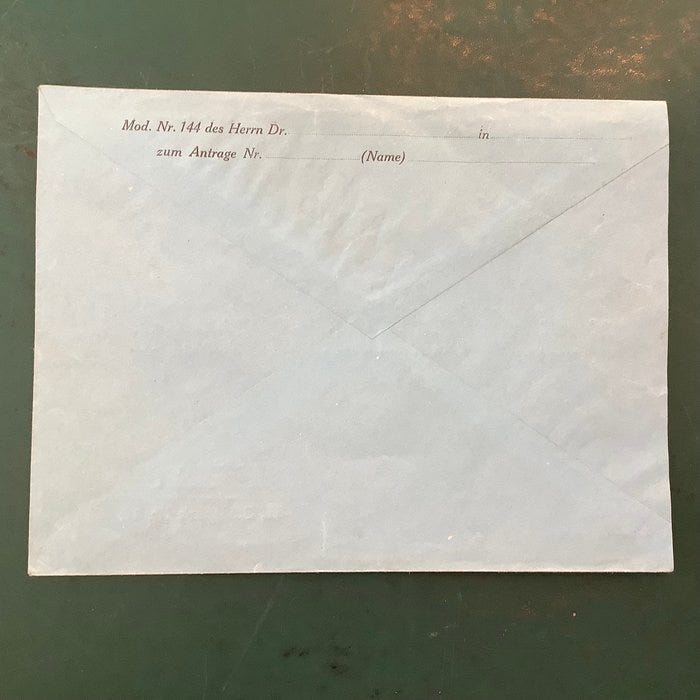 Mod. Nr. 144 des Herrn Dr. in
zum Antrage Nr. (Name)